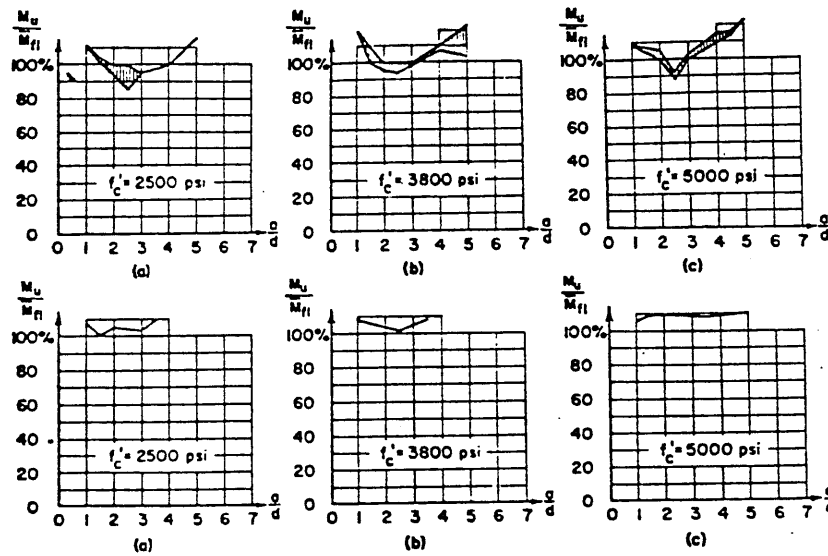 Mu
Mfl
100%
80
60
40
20
0
f'c = 2500 psi
0 1 2 3 4 5 6 7 a/d
(a)
Mu
Mfl
100%
80
60
40
20
0
f'c = 3800 psi
0 1 2 3 4 5 6 7 a/d
(b)
Mu
Mfl
100%
80
60
40
20
0
f'c = 5000 psi
0 1 2 3 4 5 6 7 a/d
(c)
Mu
Mfl
100%
80
60
40
20
0
f'c = 2500 psi
0 1 2 3 4 5 6 7 a/d
(a)
Mu
Mfl
100%
80
60
40
20
0
f'c = 3800 psi
0 1 2 3 4 5 6 7 a/d
(b)
Mu
Mfl
100%
80
60
40
20
0
f'c = 5000 psi
0 1 2 3 4 5 6 7 a/d
(c)